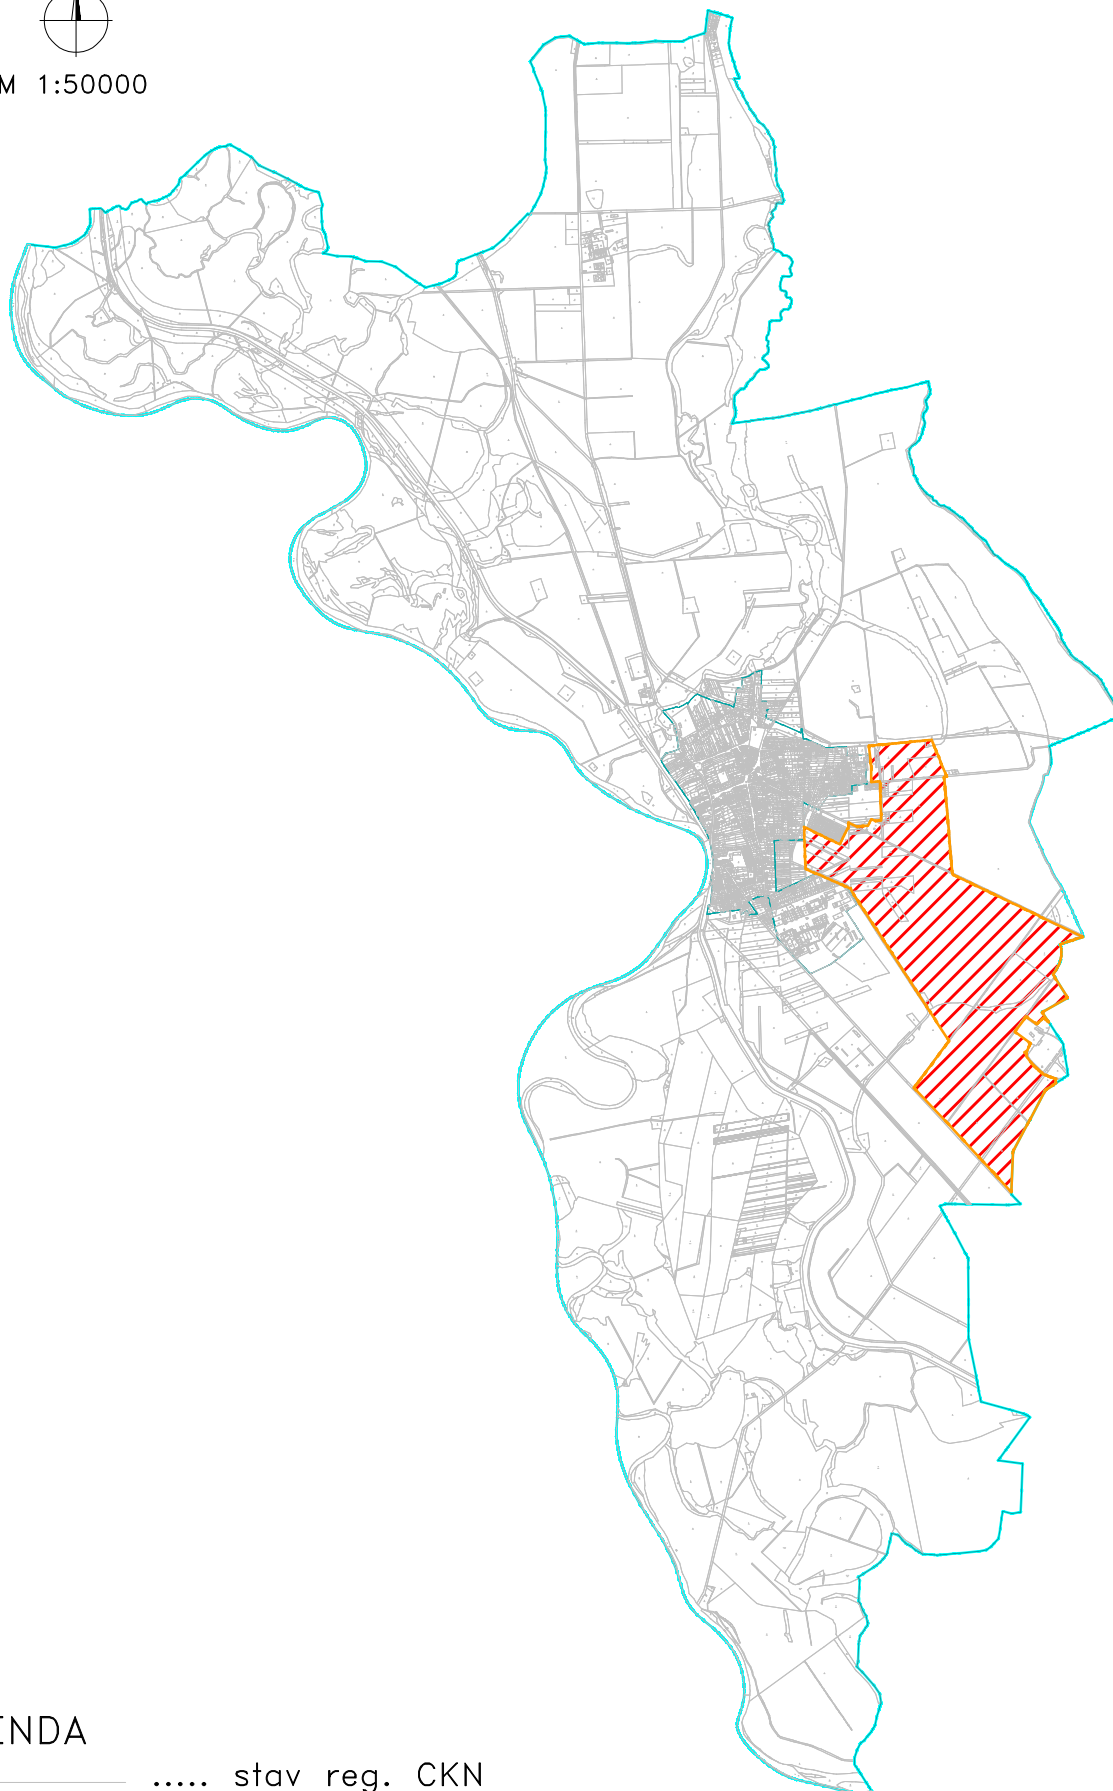 M 1:50000
ENDA
..... stav reg. CKN